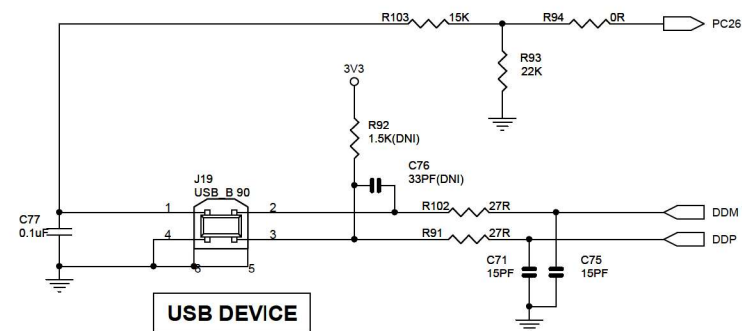 R103 15K R94 0R PC26
R93
22K
3V3
R92
1.5K(DNI)
C76
33PF(DNI)
J19
USB_B 90
C77
0.1uF
1 2 R102 27R DDM
4 3 R91 27R DDP
6 5
C71
15PF
C75
15PF
USB DEVICE